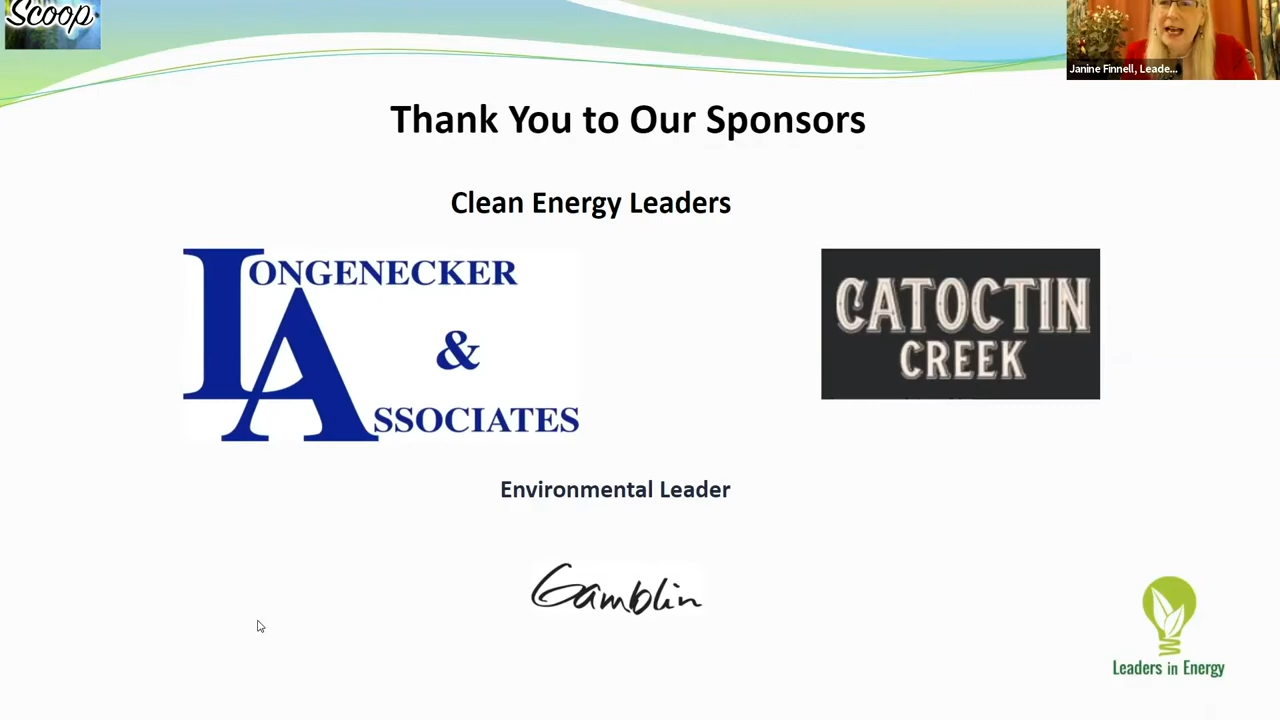 Scoop
Janine Finnell, Leade...
Thank You to Our Sponsors
Clean Energy Leaders
LONGENECKER
&
ASSOCIATES
CATOCTIN
CREEK
Environmental Leader
Gamblin
Leaders in Energy